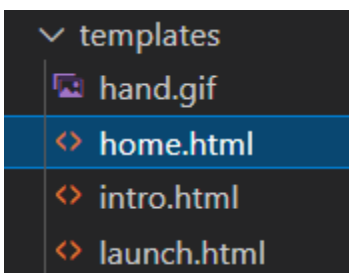 templates
hand.gif
home.html
intro.html
launch.html